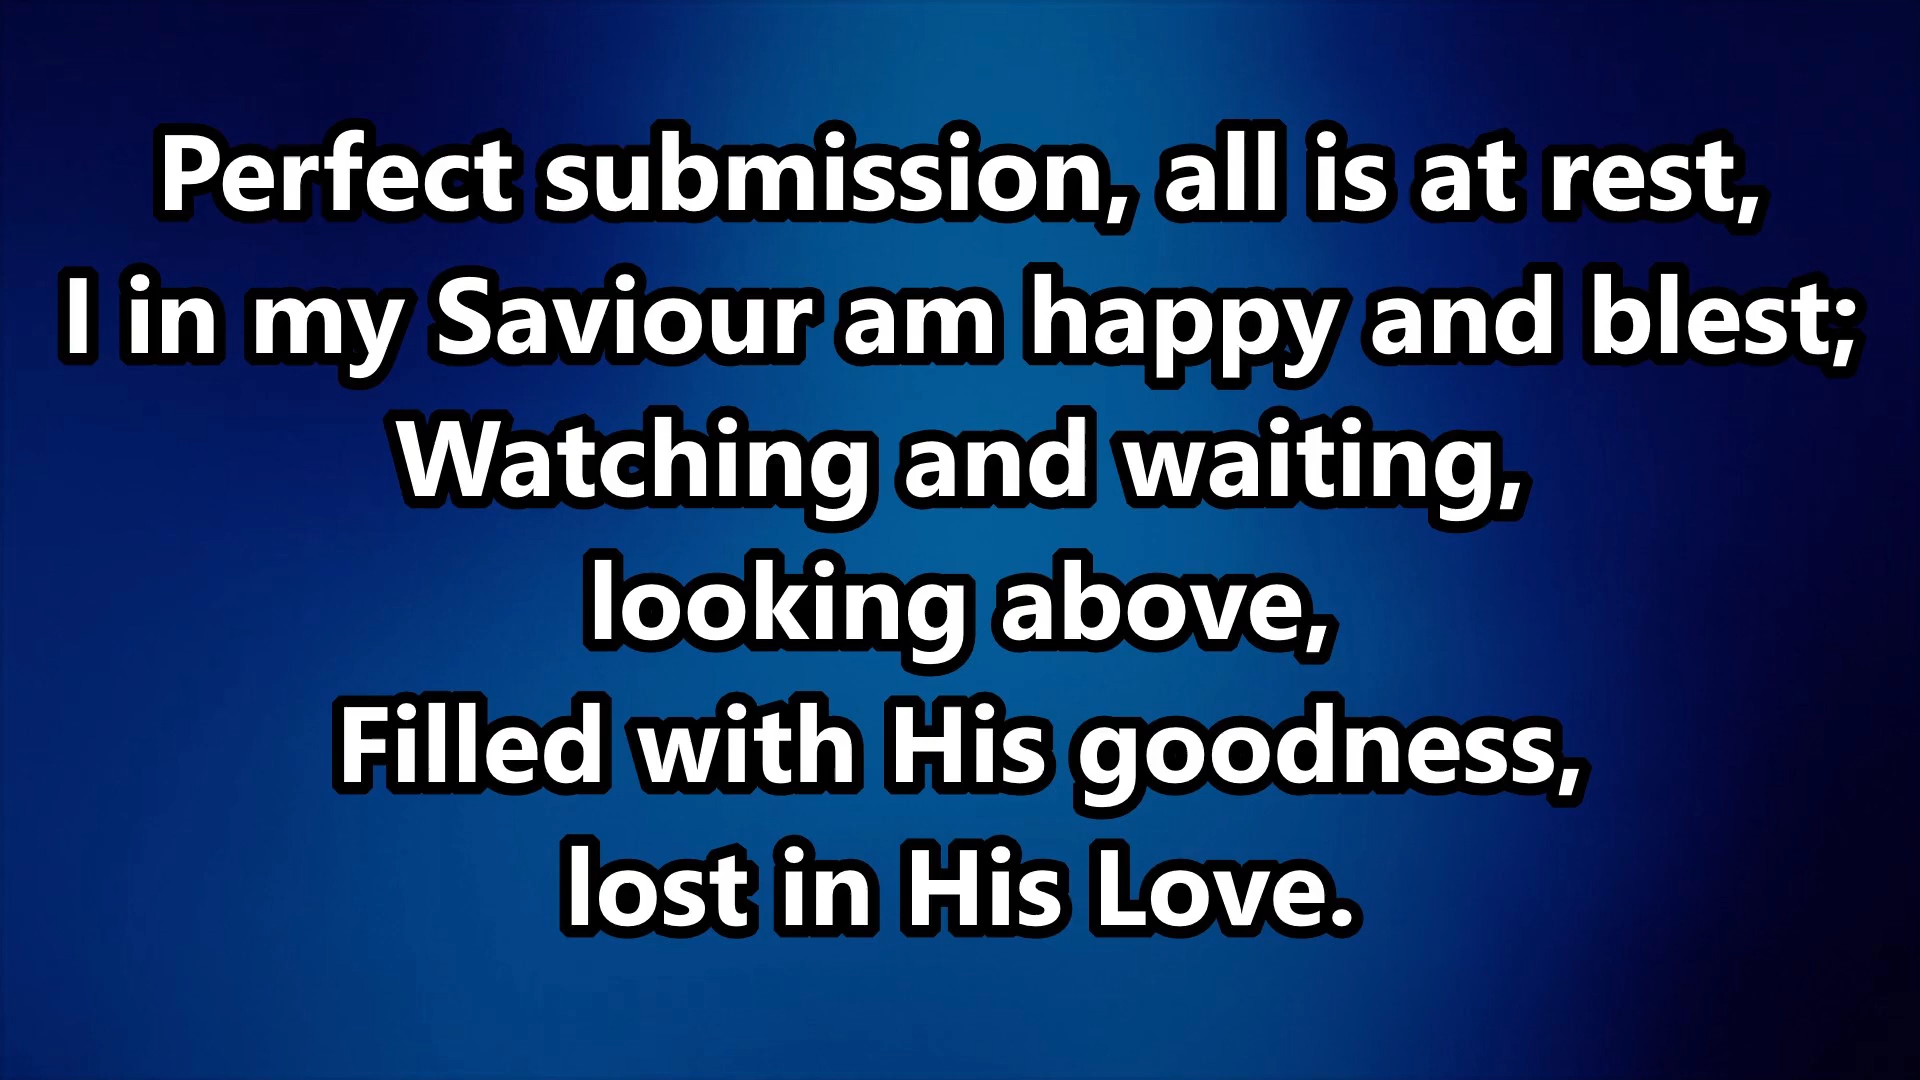 Perfect submission, all is at rest,
I in my Saviour am happy and blest;
Watching and waiting,
looking above,
Filled with His goodness,
lost in His Love.